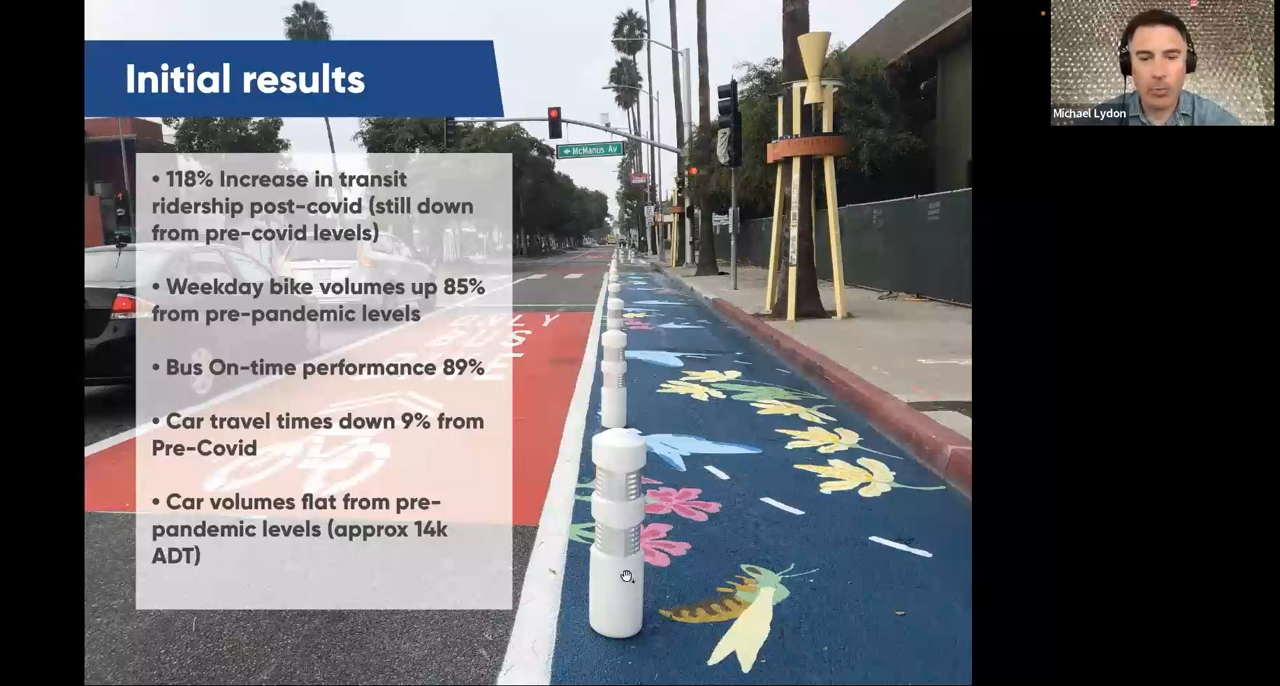 Initial results
• 118% Increase in transit
ridership post-covid (still down
from pre-covid levels)
• Weekday bike volumes up 85%
from pre-pandemic levels
• Bus On-time performance 89%
• Car travel times down 9% from
Pre-Covid
• Car volumes flat from pre-
pandemic levels (approx 14k
ADT)
McManus Av
ONLY
BUS
Michael Lydon